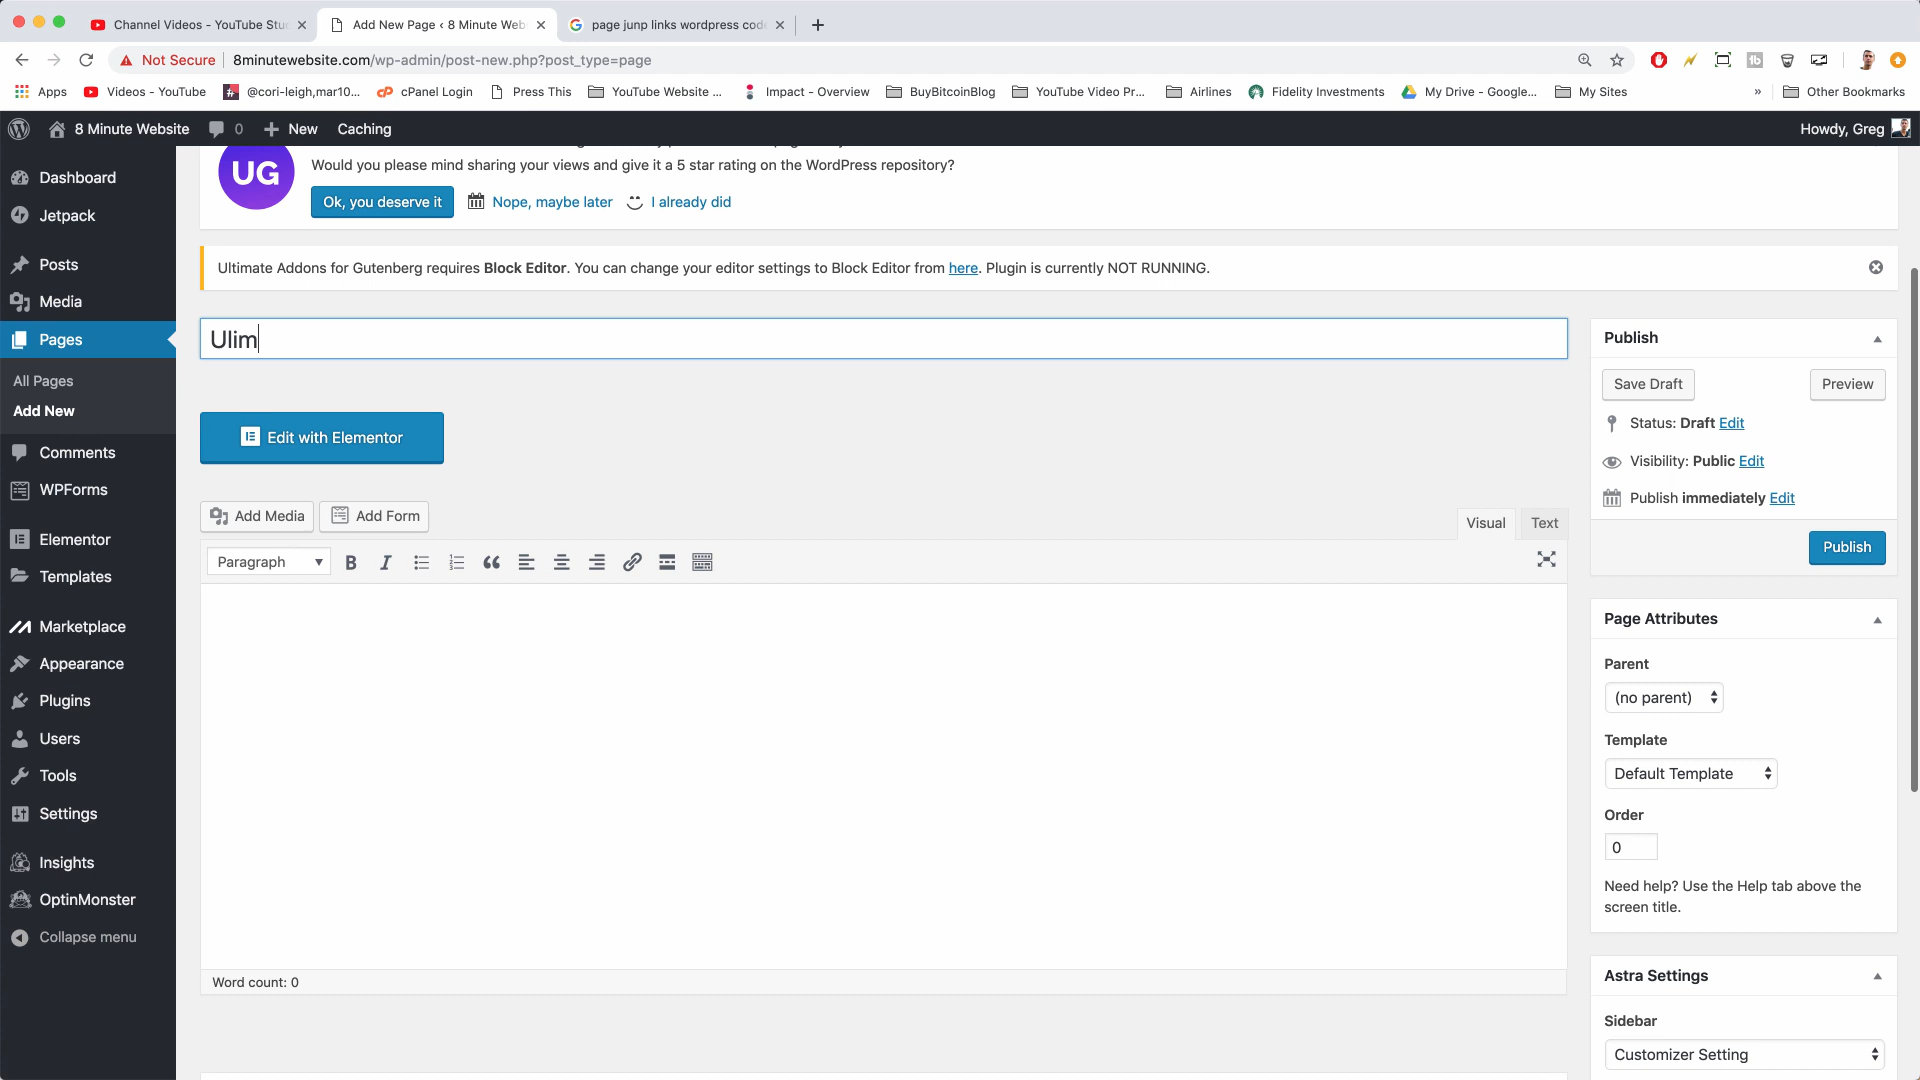 Channel Videos - YouTube Stu
Add New Page ‹ 8 Minute Web
page junp links wordpress cod
Not Secure
8minutewebsite.com/wp-admin/post-new.php?post_type=page
Apps
Videos - YouTube
@cori-leigh,mar10...
cPanel Login
Press This
YouTube Website ...
Impact - Overview
BuyBitcoinBlog
YouTube Video Pr...
Airlines
Fidelity Investments
My Drive - Google...
My Sites
»
Other Bookmarks
8 Minute Website
0
New
Caching
Howdy, Greg
Dashboard
Jetpack
Posts
Media
Pages
All Pages
Add New
Comments
WPForms
Elementor
Templates
Marketplace
Appearance
Plugins
Users
Tools
Settings
Insights
OptinMonster
Collapse menu
UG
Would you please mind sharing your views and give it a 5 star rating on the WordPress repository?
Ok, you deserve it
Nope, maybe later
I already did
Ultimate Addons for Gutenberg requires Block Editor. You can change your editor settings to Block Editor from here. Plugin is currently NOT RUNNING.
Ulim
Edit with Elementor
Add Media
Add Form
Visual
Text
Paragraph
B
I
Word count: 0
Publish
Save Draft
Preview
Status: Draft Edit
Visibility: Public Edit
Publish immediately Edit
Publish
Page Attributes
Parent
(no parent)
Template
Default Template
Order
0
Need help? Use the Help tab above the
screen title.
Astra Settings
Sidebar
Customizer Setting